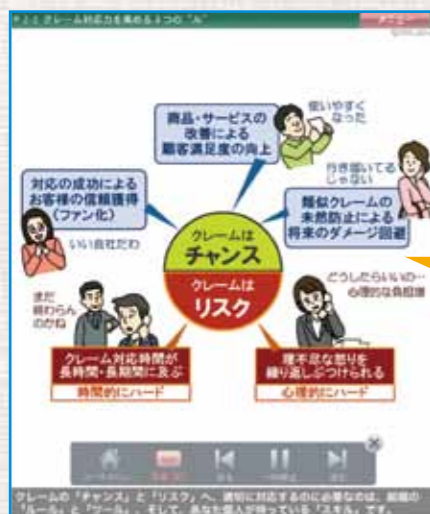 クレーム対応力を高める3つの"ル"
メニュー
商品・サービスの
改善による
顧客満足度の向上
使いやすく
なった
行き届いてる
じゃない
対応の成功による
お客様の信頼獲得
（ファン化）
いい会社だわ
類似クレームの
未然防止による
将来のダメージ回避
クレームは
チャンス
クレームは
リスク
まだ
終わらん
のかね
どうしたらいいの…
心理的な負担増
クレーム対応時間が
長時間・長期間に及ぶ
時間的にハード
理不尽な怒りを
繰り返しぶつけられる
心理的にハード
クレームの「チャンス」と「リスク」へ、適切に対応するのに必要なのは、組織の
「ルール」と「ツール」、そして、あなた個人が持っている「スキル」です。